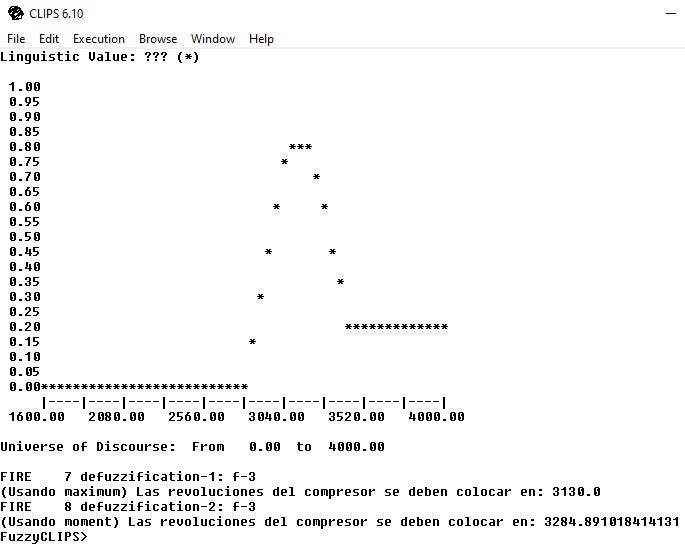 CLIPS 6.10
File Edit Execution Browse Window Help
Linguistic Value: ??? (*)
1.00
0.95
0.90
0.85
0.80                               ***
0.75                              *
0.70                                  *
0.65
0.60                             *     *
0.55
0.50
0.45                            *       *
0.40
0.35                                     *
0.30                           *
0.25
0.20                                      *************
0.15                          *
0.10
0.05
0.00**************************
|----|----|----|----|----|----|----|----|----|----|
1600.00   2080.00   2560.00   3040.00   3520.00   4000.00
Universe of Discourse:  From   0.00  to  4000.00
FIRE    7 defuzzification-1: f-3
(Usando maximum) Las revoluciones del compresor se deben colocar en: 3130.0
FIRE    8 defuzzification-2: f-3
(Usando moment) Las revoluciones del compresor se deben colocar en: 3284.891018414131
FuzzyCLIPS>